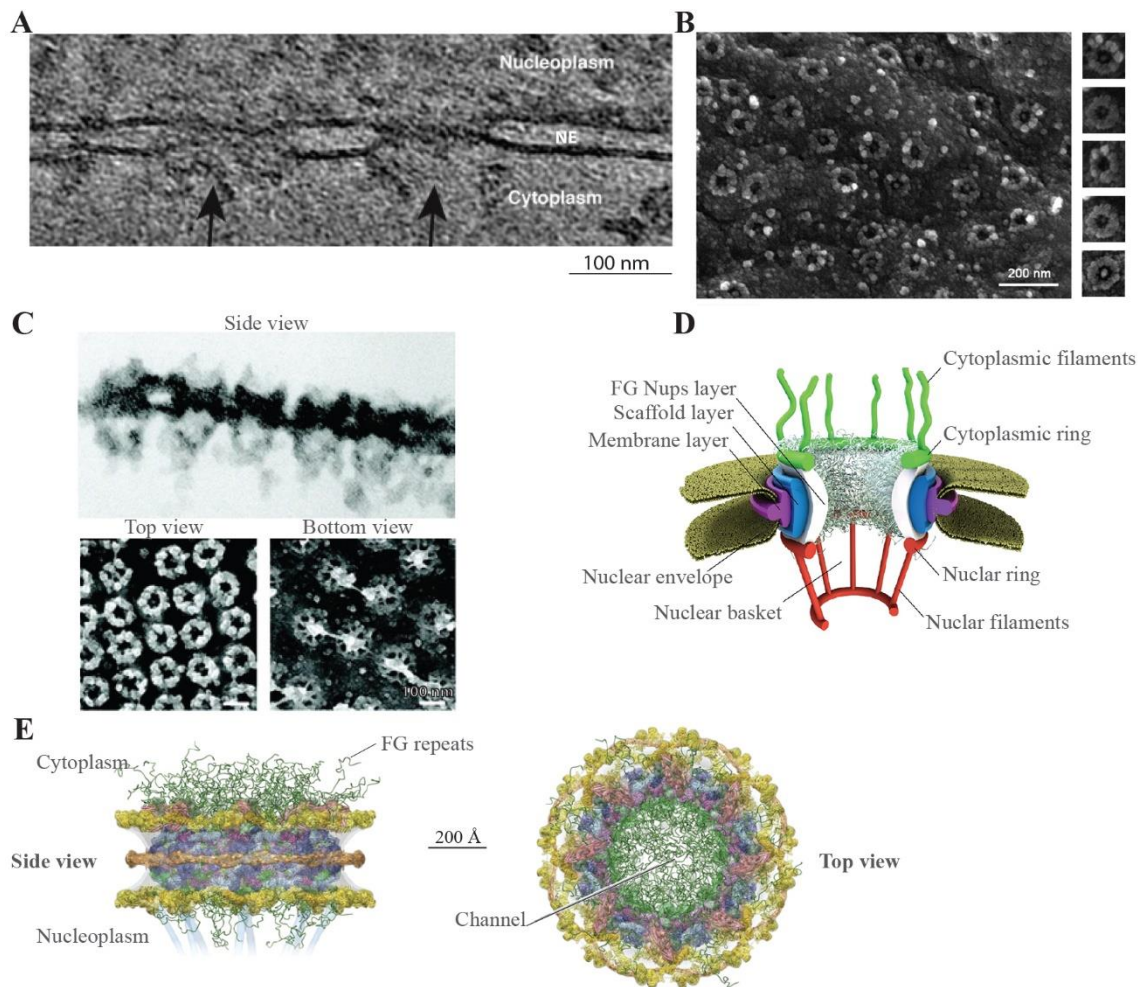 A
Nucleoplasm
NE
Cytoplasm
100 nm
B
200 nm
C
Side view
Top view
Bottom view
100 nm
D
Cytoplasmic filaments
FG Nups layer
Scaffold layer
Membrane layer
Cytoplasmic ring
Nuclear envelope
Nuclear basket
Nuclar ring
Nuclar filaments
E
Cytoplasm
FG repeats
Side view
200 Å
Top view
Channel
Nucleoplasm